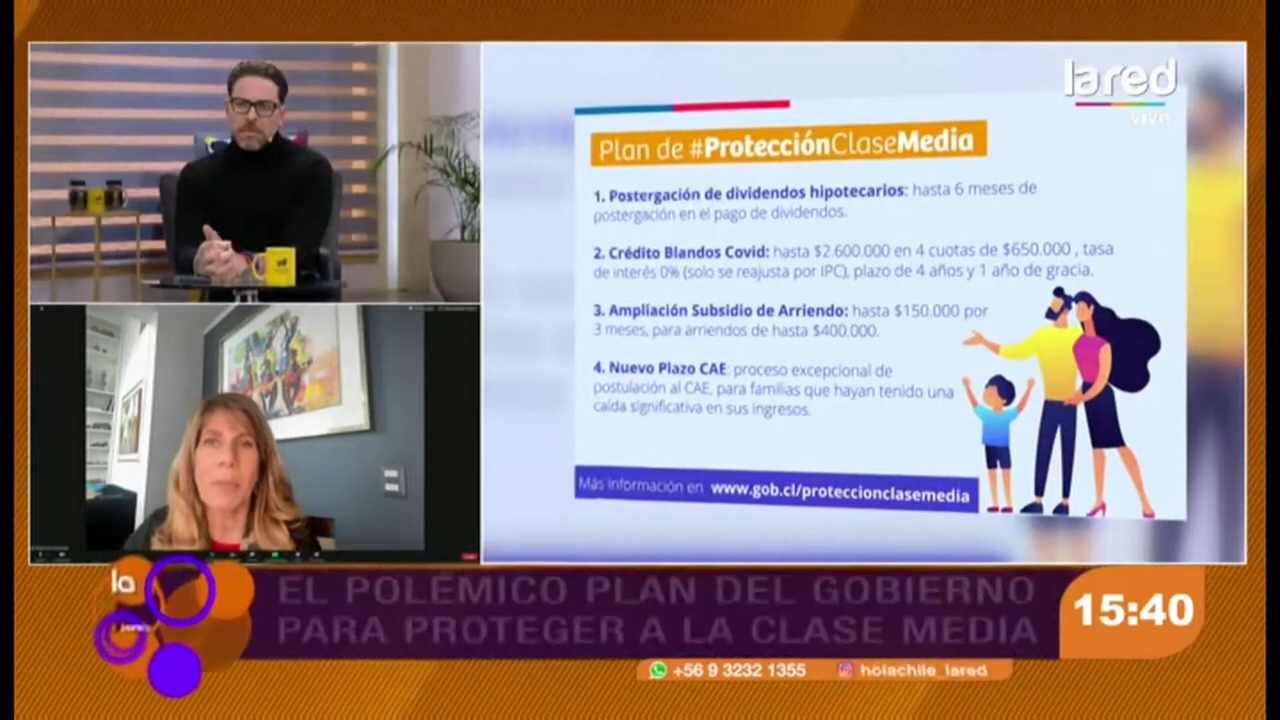 lared
VIVO
Plan de #ProtecciónClaseMedia
1. Postergación de dividendos hipotecarios: hasta 6 meses de
postergación en el pago de dividendos.
2. Crédito Blandos Covid: hasta $2.600.000 en 4 cuotas de $650.000 , tasa
de interés 0% (solo se reajusta por IPC), plazo de 4 años y 1 año de gracia.
3. Ampliación Subsidio de Arriendo: hasta $150.000 por
3 meses, para arriendos de hasta $400.000.
4. Nuevo Plazo CAE: proceso excepcional de
postulación al CAE, para familias que hayan tenido una
caída significativa en sus ingresos.
Más información en www.gob.cl/proteccionclasemedia
la
EL POLÉMICO PLAN DEL GOBIERNO
PARA PROTEGER A LA CLASE MEDIA
15:40
+56 9 3232 1355 holachile_lared